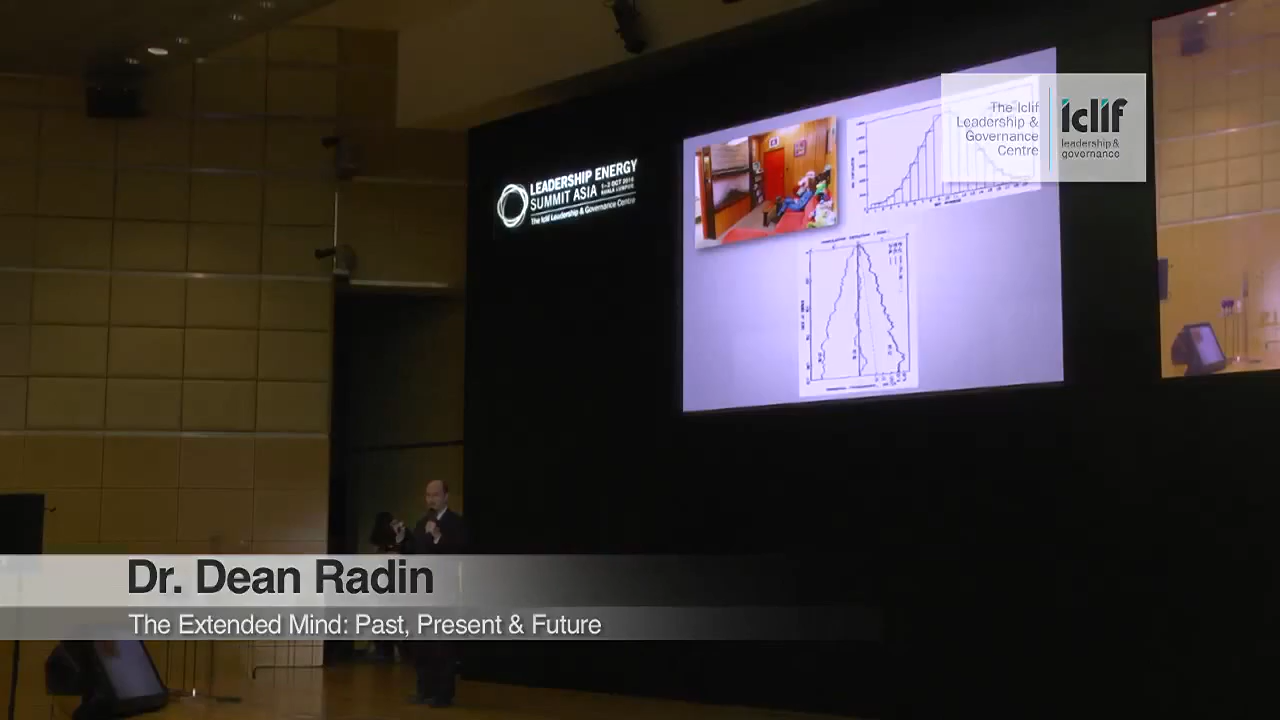 LEADERSHIP ENERGY
SUMMIT ASIA
The Iclif Leadership & Governance Centre
The Iclif
Leadership &
Governance
Centre
iclif
leadership &
governance
Dr. Dean Radin
The Extended Mind: Past, Present & Future